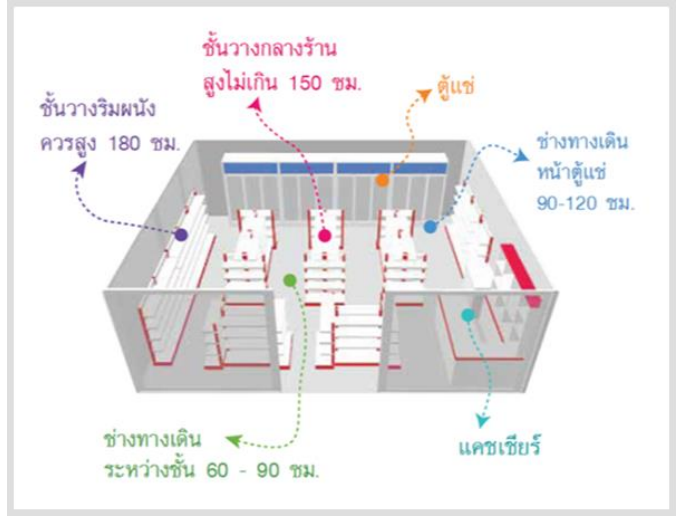 ชั้นวางกลางร้าน
สูงไม่เกิน 150 ซม.
ตู้แช่
ชั้นวางริมผนัง
ควรสูง 180 ซม.
ช่างทางเดิน
หน้าตู้แช่
90-120 ซม.
ช่างทางเดิน
ระหว่างชั้น 60 - 90 ซม.
แคชเชียร์